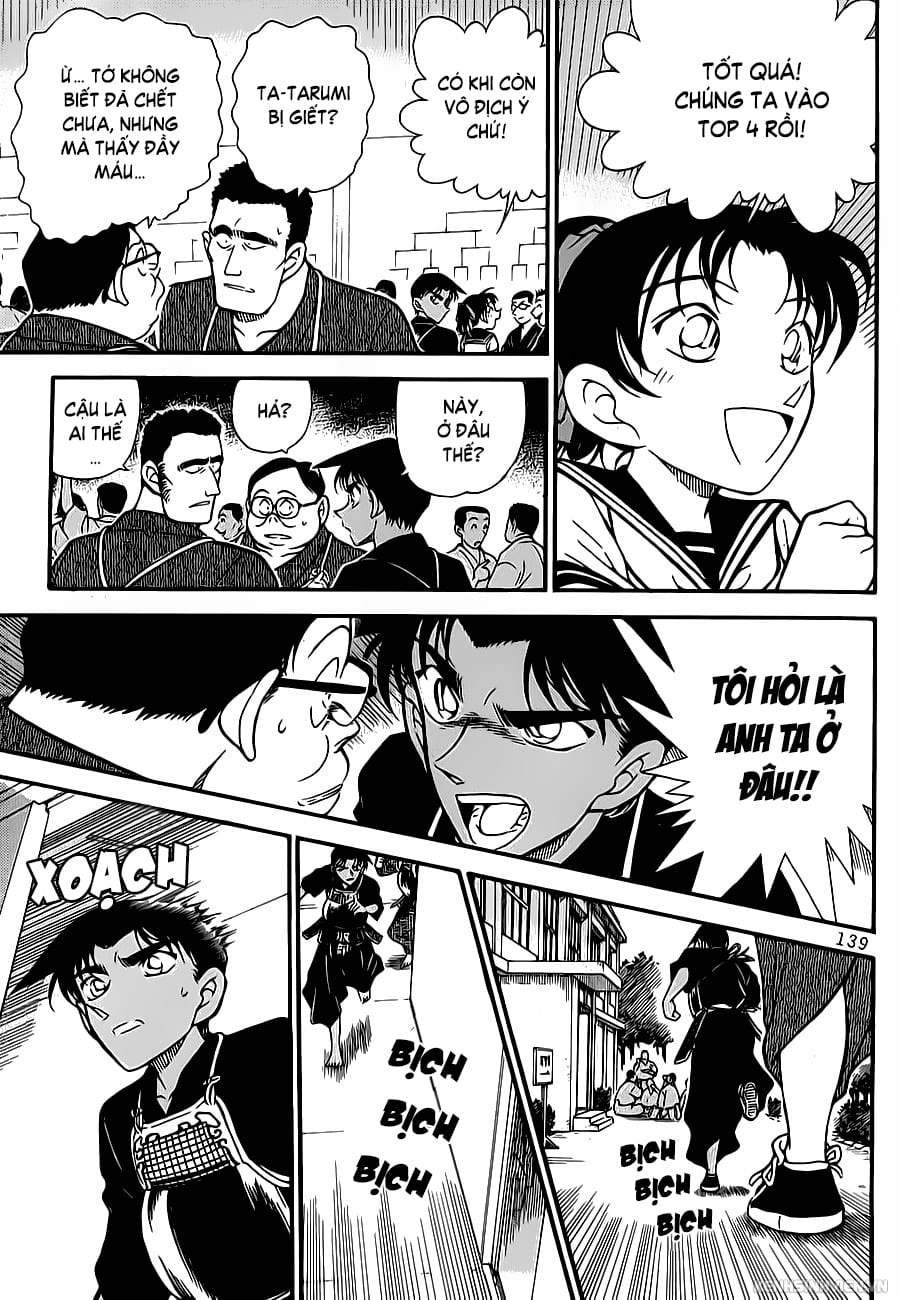 TỐT QUÁ!
CHÚNG TA VÀO
TOP 4 RỒI!
CÓ KHI CÒN
VÔ ĐỊCH Ý
CHỨ!
TA-TARUMI
BỊ GIẾT?
Ừ... TỚ KHÔNG
BIẾT ĐÃ CHẾT
CHƯA, NHƯNG
MÀ THẤY ĐẦY
MÁU...
NÀY,
Ở ĐÂU
THẾ?
HẢ?
CẬU LÀ
AI THẾ
...
TÔI HỎI LÀ
ANH TA Ở
ĐÂU!!
139
BỊCH
BỊCH
BỊCH
BỊCH
BỊCH
BỊCH
XOẠCH